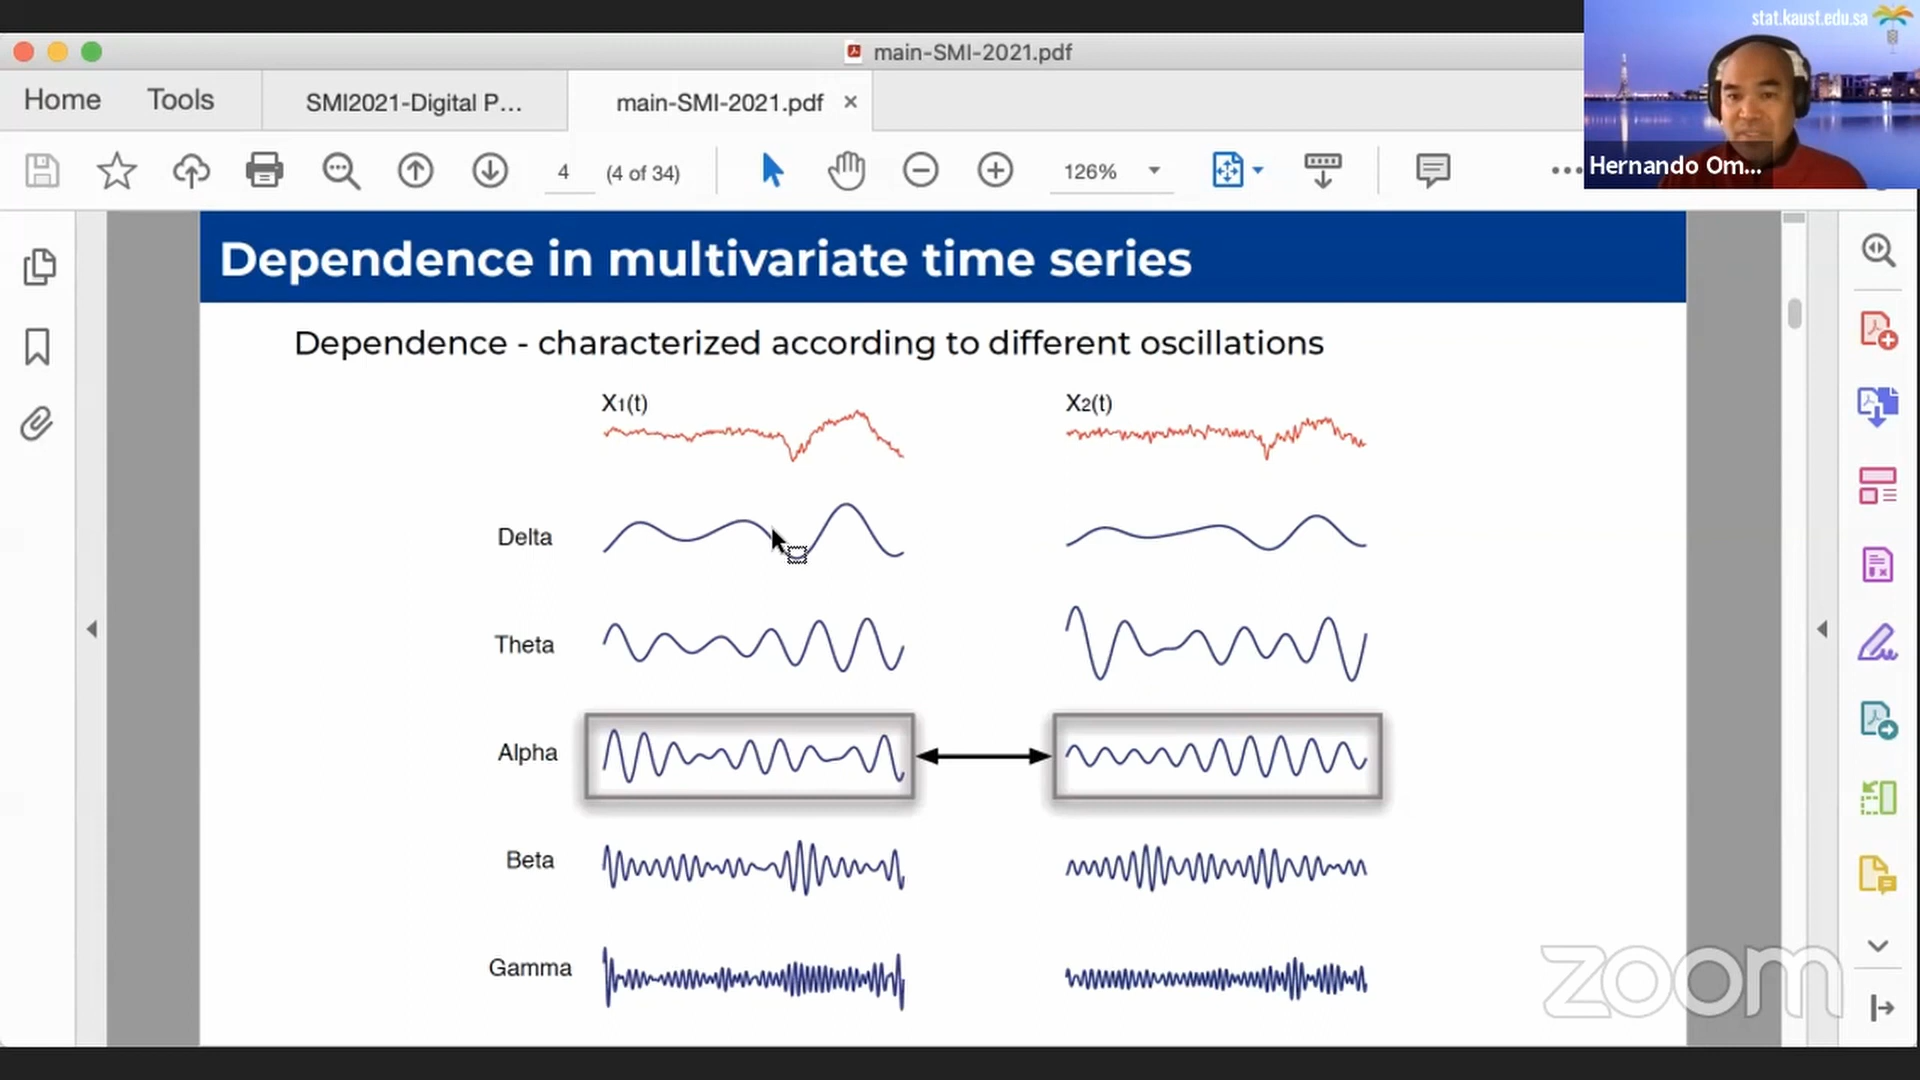 stat.kaust.edu.sa
main-SMI-2021.pdf
Home
Tools
SMI2021-Digital P...
main-SMI-2021.pdf
4
(4 of 34)
126%
Hernando Om...
Dependence in multivariate time series
Dependence - characterized according to different oscillations
X1(t)
X2(t)
Delta
Theta
Alpha
Beta
Gamma
zoom